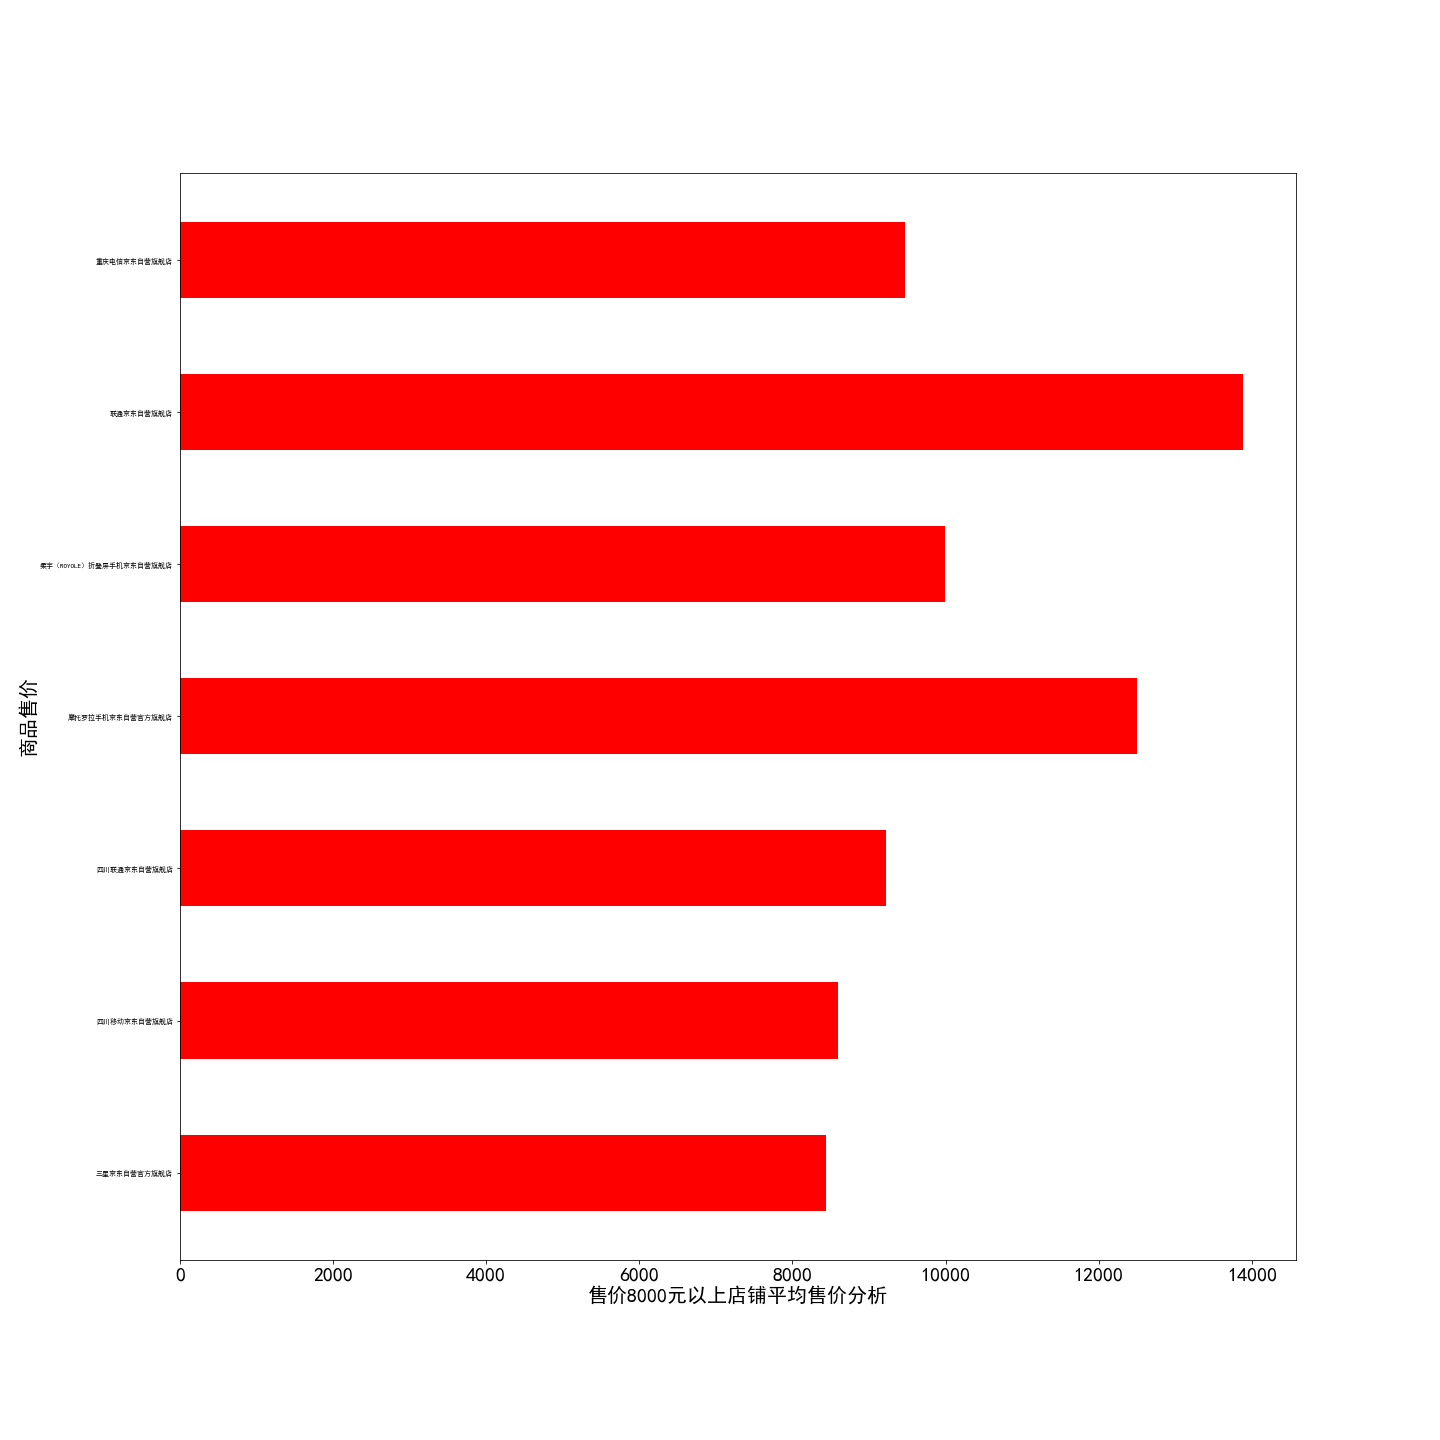 重庆电信京东自营旗舰店
联通京东自营旗舰店
柔宇（ROYOLE）折叠屏手机京东自营旗舰店
摩托罗拉手机京东自营官方旗舰店
四川联通京东自营旗舰店
四川移动京东自营旗舰店
三星京东自营官方旗舰店
商品售价
0 2000 4000 6000 8000 10000 12000 14000
售价8000元以上店铺平均售价分析